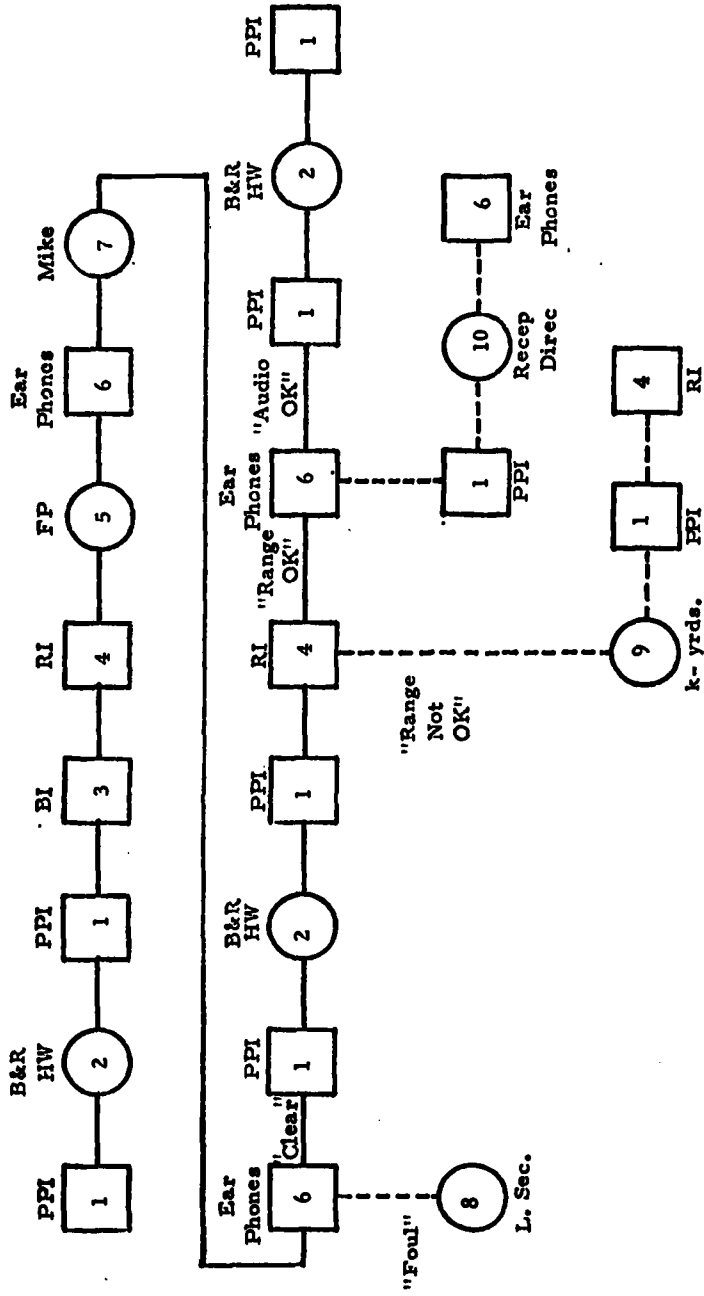 PPI
1
B&R
HW
2
PPI
1
BI
3
RI
4
FP
5
Ear
Phones
6
Mike
7
Ear
Phones
6
"Clear"
PPI
1
B&R
HW
2
PPI
1
RI
4
"Range
OK"
Ear
Phones
6
"Audio
OK"
PPI
1
B&R
HW
2
PPI
1
"Foul"
8
L. Sec.
"Range
Not
OK"
9
k- yrds.
1
PPI
4
RI
1
PPI
10
Recep
Direc
6
Ear
Phones